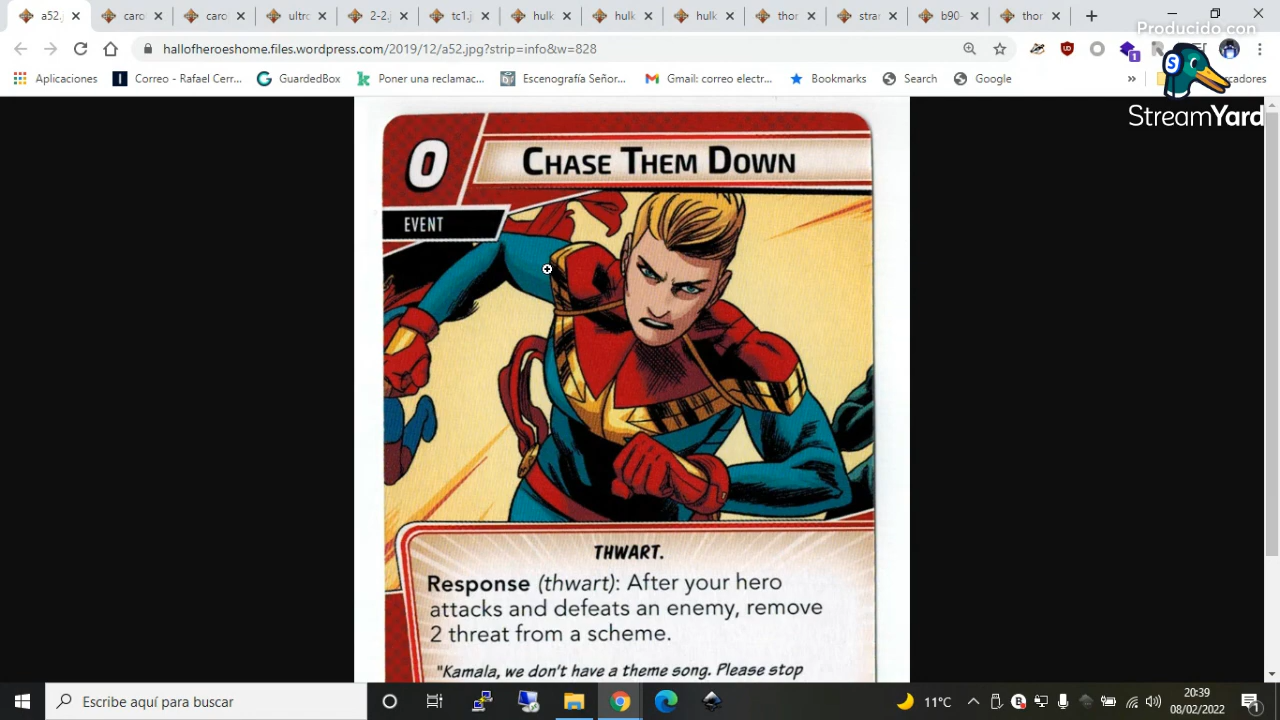 a52.
caro
caro
ultro
2-2.
tc1.j
hulk
hulk
hulk
thor
stra
b90-
thor
Producido con
hallofheroeshome.files.wordpress.com/2019/12/a52.jpg?strip=info&w=828
Aplicaciones
Correo - Rafael Cerr...
GuardedBox
Poner una reclamac...
Escenografía Señor...
Gmail: correo electr...
Bookmarks
Search
Google
»
StreamYard
0
CHASE THEM DOWN
EVENT
THWART.
Response (thwart): After your hero
attacks and defeats an enemy, remove
2 threat from a scheme.
"Kamala, we don't have a theme song. Please stop
Escribe aquí para buscar
11°C
20:39
08/02/2022